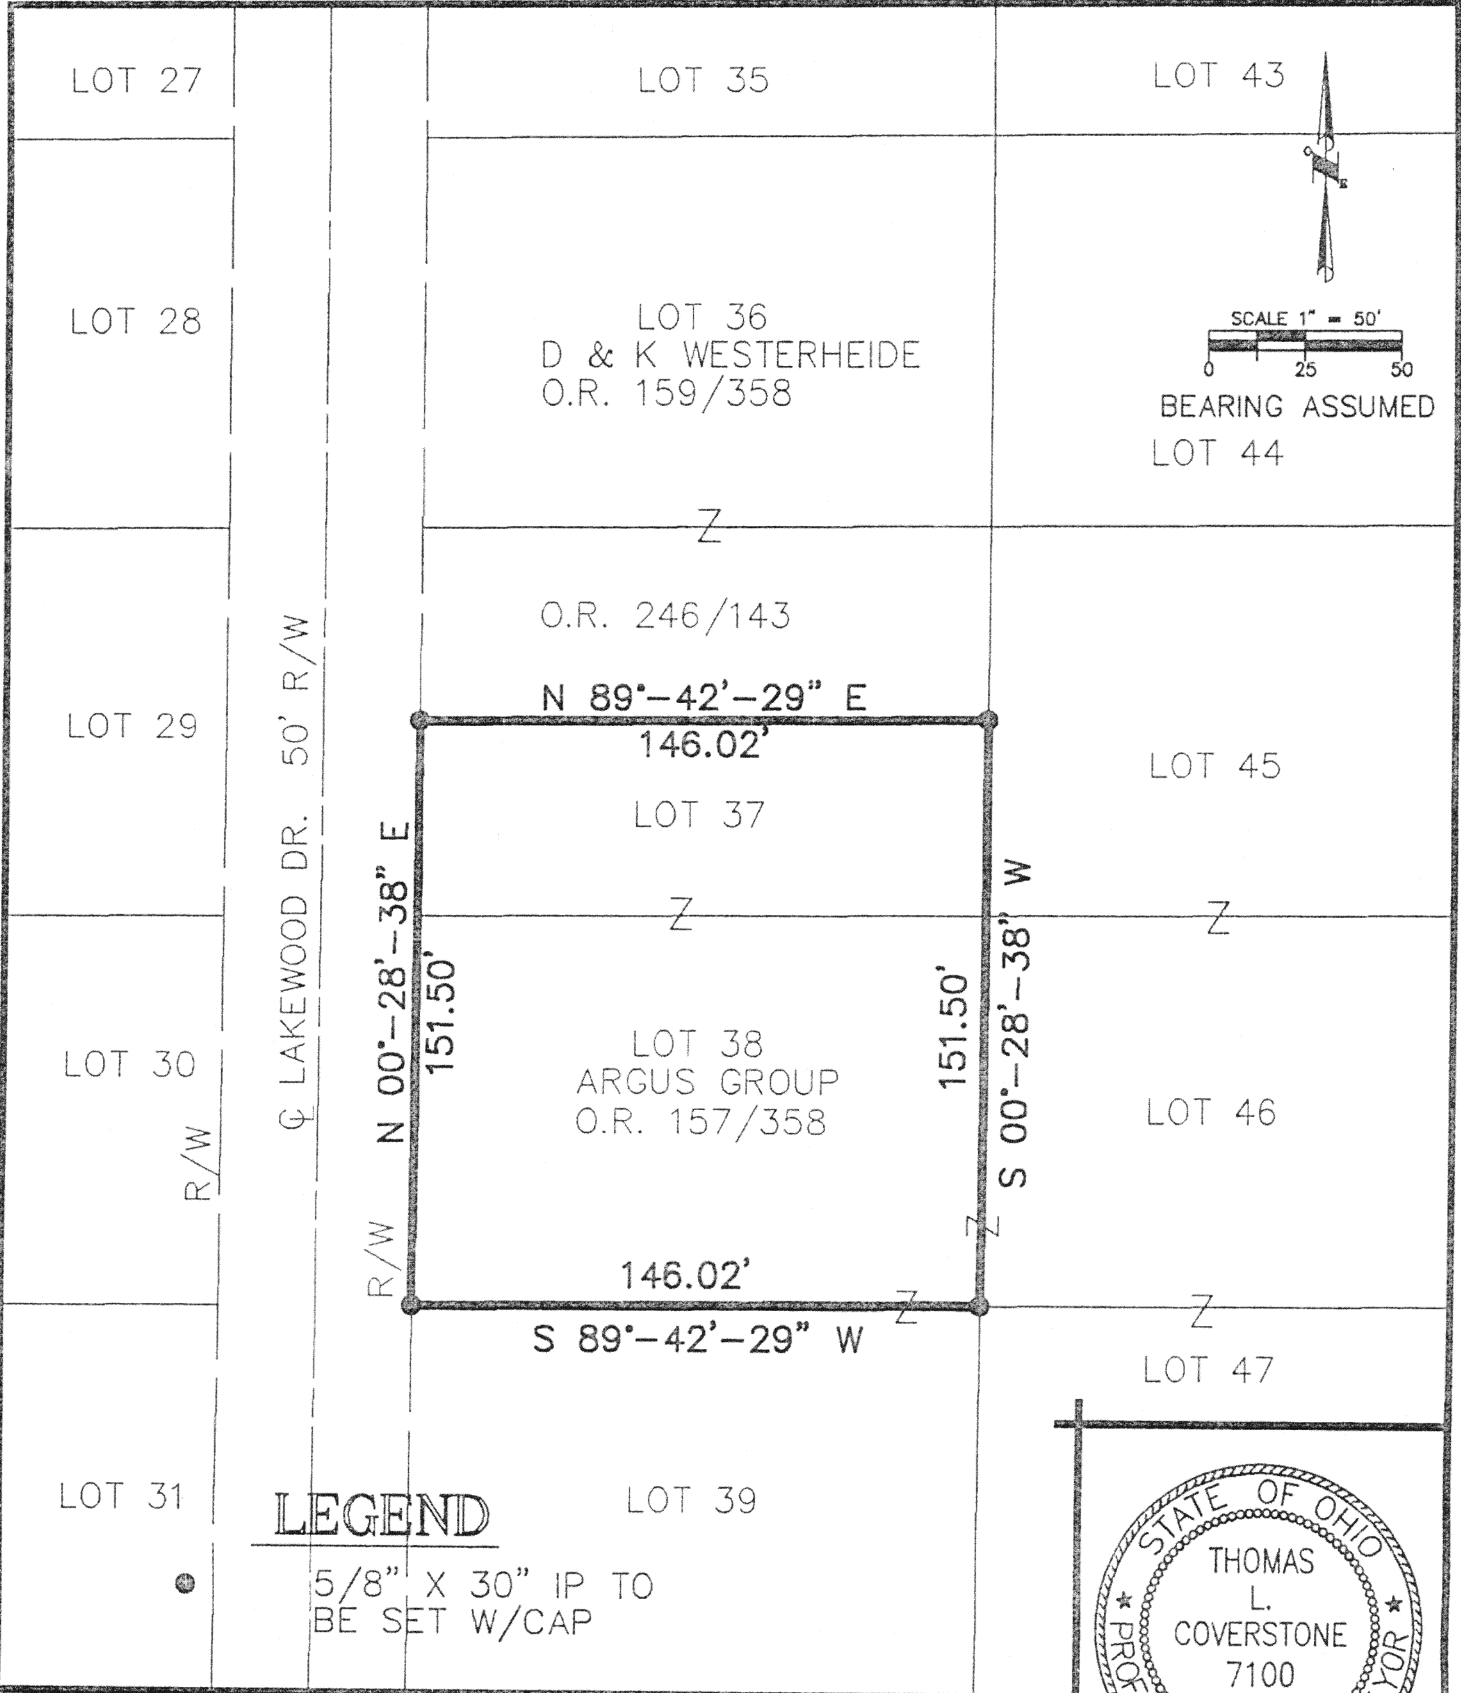 LOT 27
LOT 35
LOT 43
O
E
LOT 28
LOT 36
D & K WESTERHEIDE
O.R. 159/358
SCALE 1" = 50'
0 25 50
BEARING ASSUMED
LOT 44
Z
O.R. 246/143
LOT 29
℄ LAKEWOOD DR. 50' R/W
N 89°-42'-29" E
146.02'
LOT 45
LOT 37
N 00°-28'-38" E
151.50'
Z
Z
151.50'
S 00°-28'-38" W
LOT 30
R/W
LOT 38
ARGUS GROUP
O.R. 157/358
LOT 46
R/W
Z
146.02'
Z
Z
S 89°-42'-29" W
LOT 47
LOT 31
LEGEND
LOT 39
5/8" X 30" IP TO
BE SET W/CAP
STATE OF OHIO
THOMAS
L.
COVERSTONE
7100